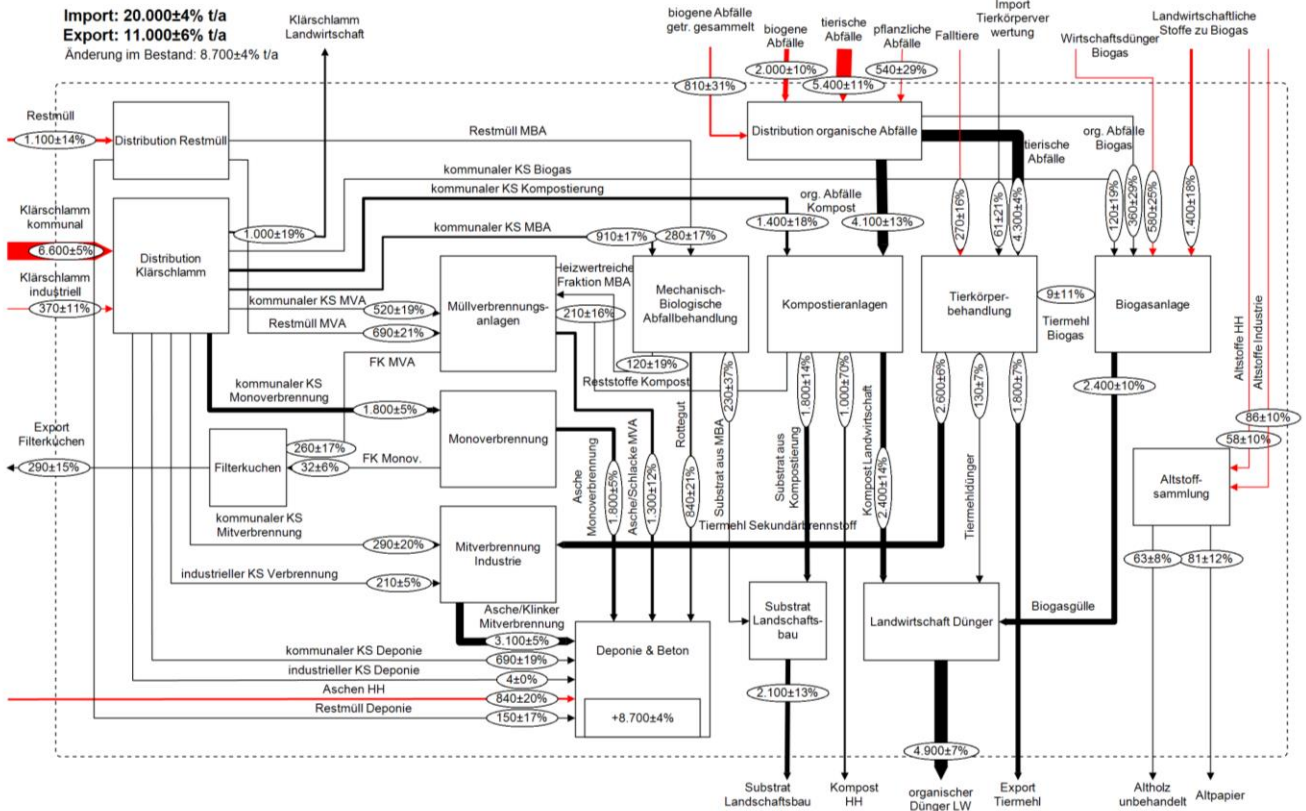 Import: 20.000±4% t/a
Export: 11.000±6% t/a
Änderung im Bestand: 8.700±4% t/a
Klärschlamm
Landwirtschaft
biogene Abfälle
getr. gesammelt
biogene
Abfälle
tierische
Abfälle
pflanzliche
Abfälle
Falltiere
Import
Tierkörperver
wertung
Wirtschaftsdünger
Biogas
Landwirtschaftliche
Stoffe zu Biogas
810±31%
2.000±10%
5.400±11%
540±29%
Restmüll
1.100±14%
Distribution Restmüll
Restmüll MBA
Distribution organische Abfälle
org. Abfälle
Biogas
tierische
Abfälle
kommunaler KS Biogas
kommunaler KS Kompostierung
org. Abfälle
Kompost
270±16%
61±21%
4.300±4%
120±19%
360±29%
580±25%
1.400±18%
Klärschlamm
kommunal
6.600±5%
1.000±19%
kommunaler KS MBA
910±17%
280±17%
1.400±18%
4.100±13%
Distribution
Klärschlamm
Klärschlamm
industriell
370±11%
kommunaler KS MVA
520±19%
Restmüll MVA
690±21%
Müllverbrennungs-
anlagen
Heizwertreiche
Fraktion MBA
210±16%
Mechanisch-
Biologische
Abfallbehandlung
Kompostieranlagen
Tierkörper-
behandlung
9±11%
Tiermehl
Biogas
Biogasanlage
Altstoffe HH
Altstoffe Industrie
FK MVA
120±19%
Reststoffe Kompost
230±37%
1.800±14%
1.000±70%
2.600±6%
130±7%
1.800±7%
2.400±10%
kommunaler KS
Monoverbrennung
1.800±5%
Monoverbrennung
86±10%
58±10%
Export
Filterkuchen
290±15%
Filterkuchen
260±17%
32±6%
FK Monov.
Asche
Monoverbrennung
1.800±5%
Asche/Schlacke MVA
1.300±12%
Rottegut
840±21%
Substrat aus MBA
Substrat aus
Kompostierung
Kompost Landwirtschaft
2.400±14%
Tiermehldünger
Altstoff-
sammlung
kommunaler KS
Mitverbrennung
290±20%
Mitverbrennung
Industrie
Tiermehl Sekundärbrennstoff
industrieller KS Verbrennung
210±5%
63±8%
81±12%
Asche/Klinker
Mitverbrennung
3.100±5%
Substrat
Landschafts-
bau
Landwirtschaft Dünger
Biogasgülle
kommunaler KS Deponie
690±19%
Deponie & Beton
industrieller KS Deponie
4±0%
Aschen HH
840±20%
Restmüll Deponie
150±17%
+8.700±4%
2.100±13%
4.900±7%
Substrat
Landschaftsbau
Kompost
HH
organischer
Dünger LW
Export
Tiermehl
Altholz
unbehandelt
Altpapier